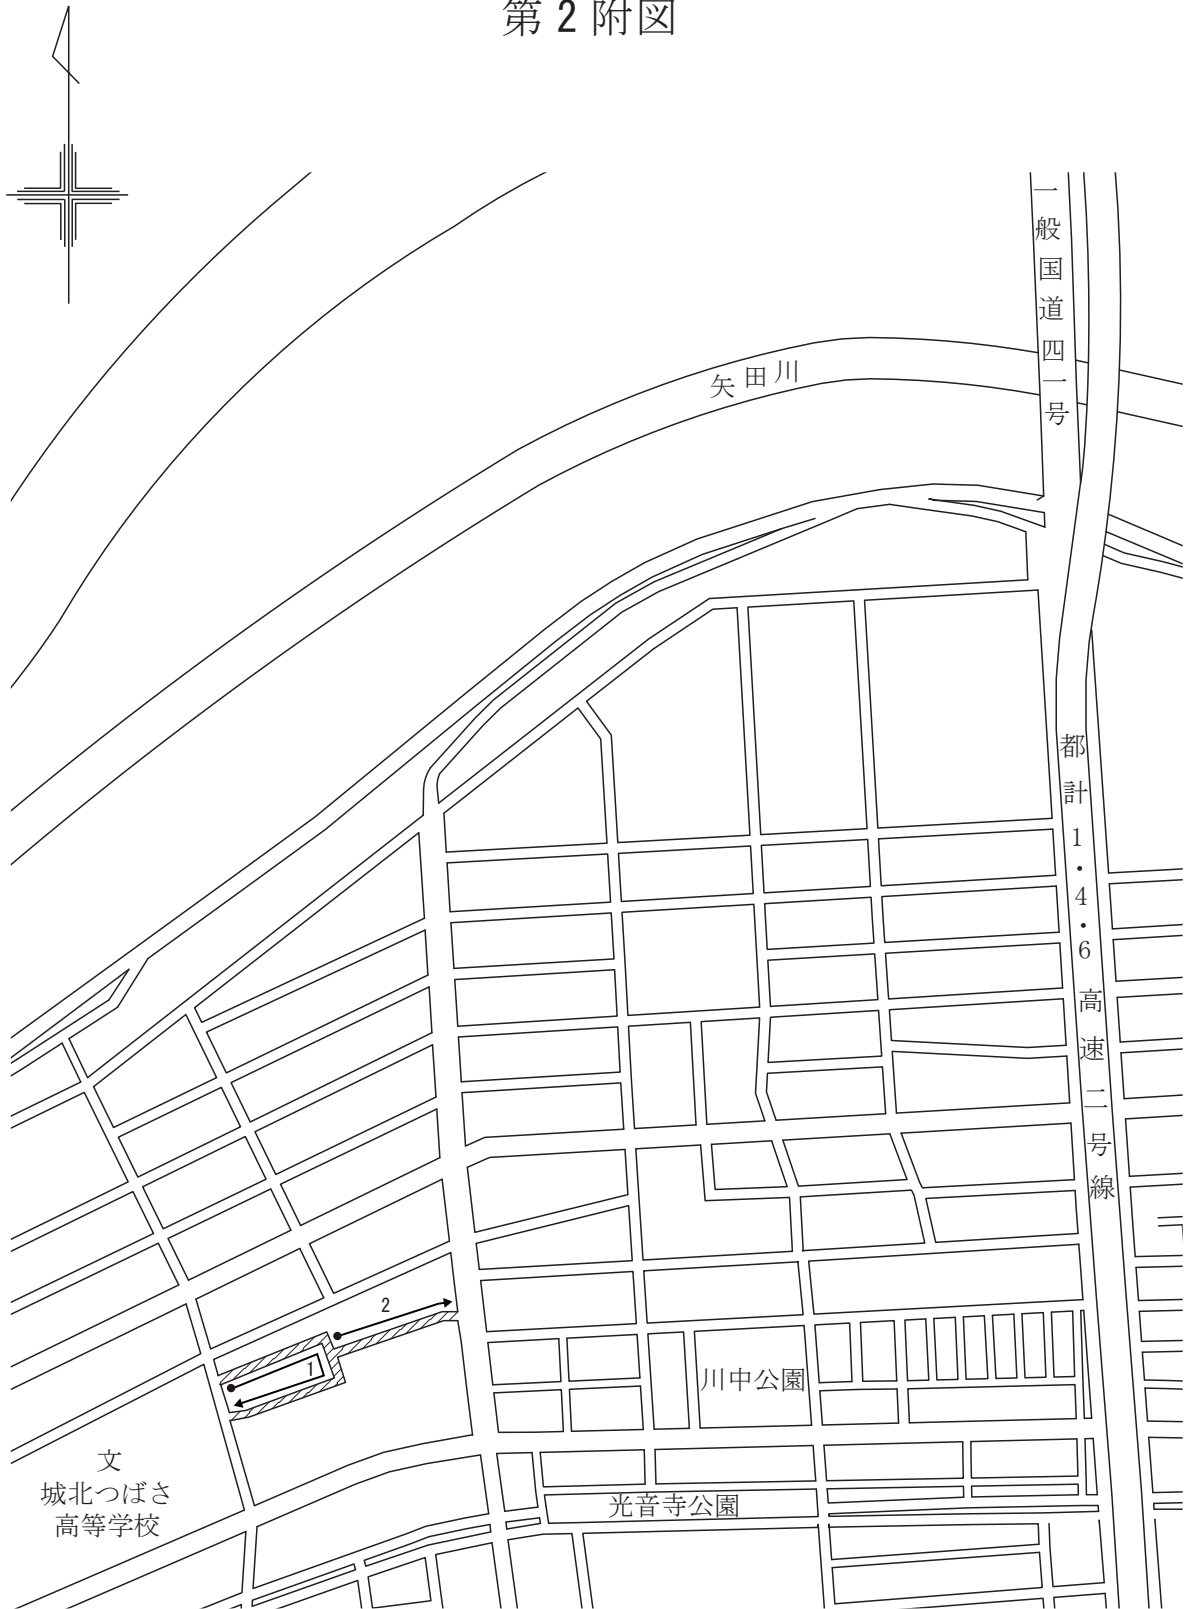 第2附図
一般国道四一号
矢田川
都計1・4・6高速二号線
2
1
川中公園
文
城北つばさ
高等学校
光音寺公園